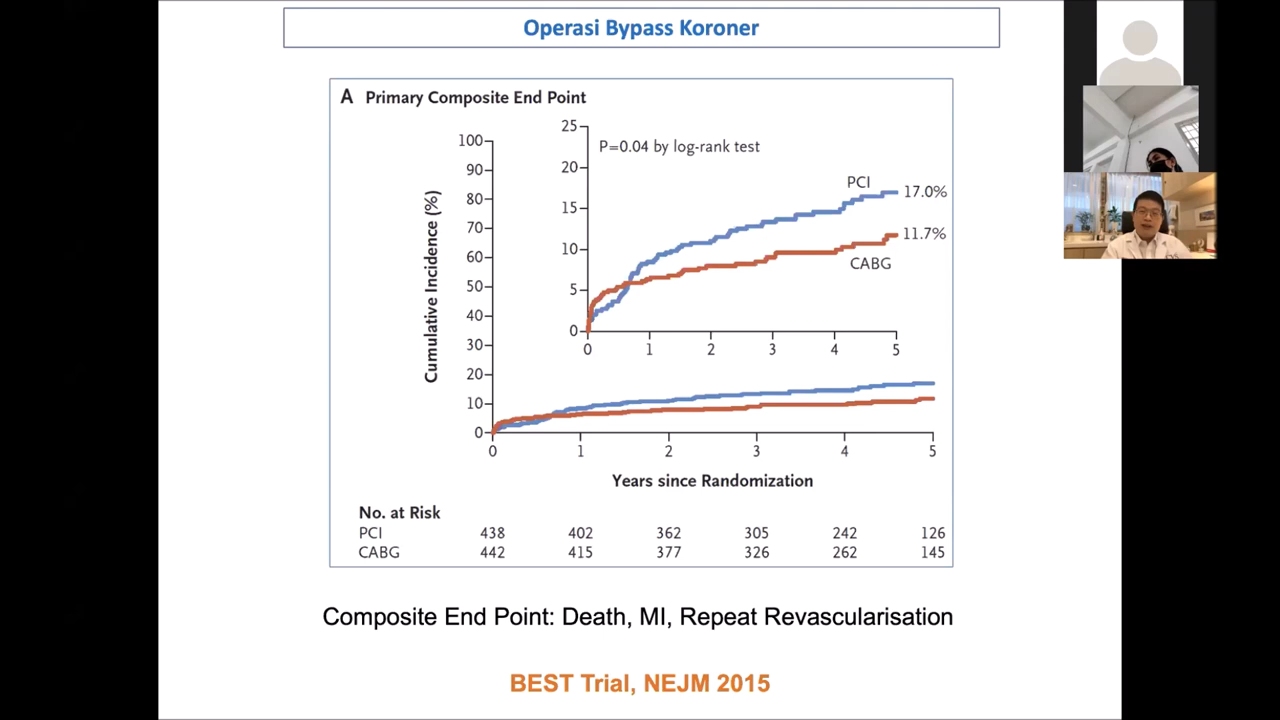 Operasi Bypass Koroner
A Primary Composite End Point
Cumulative Incidence (%)
100
90
80
70
60
50
40
30
20
10
0
25
20
15
10
5
0
P=0.04 by log-rank test
PCI
17.0%
11.7%
CABG
0 1 2 3 4 5
0 1 2 3 4 5
Years since Randomization
No. at Risk
PCI 438 402 362 305 242 126
CABG 442 415 377 326 262 145
Composite End Point: Death, MI, Repeat Revascularisation
BEST Trial, NEJM 2015